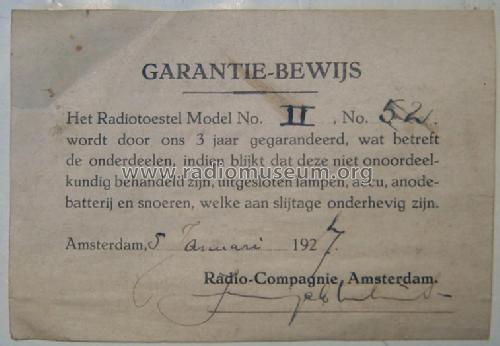 GARANTIE-BEWIJS
Het Radiotoestel Model No. II , No. 52.
wordt door ons 3 jaar gegarandeerd, wat betreft
de onderdeelen, indien blijkt dat deze niet onoordeel-
kundig behandeld zijn, uitgesloten lampen, accu, anode-
batterij en snoeren, welke aan slijtage onderhevig zijn.
www.radiomuseum.org
Amsterdam, 5 Januari 1927.
Radio-Compagnie, Amsterdam.